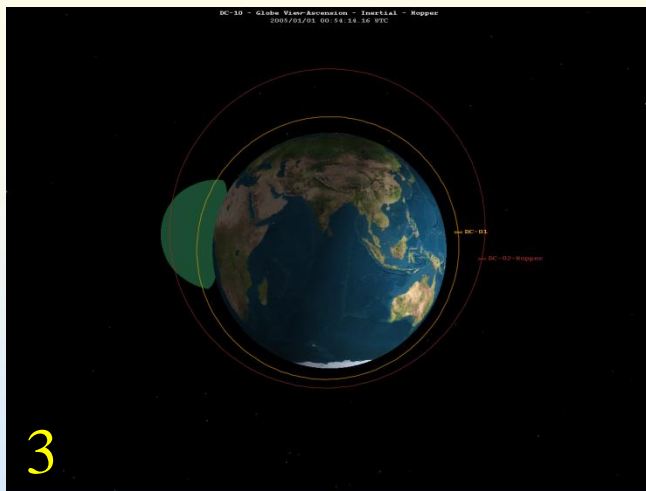 DC-10 - Globe View-Ascension - Inertial - Hopper
2005/01/01 00:54:14.16 UTC
DC-01
DC-02-Hopper
3